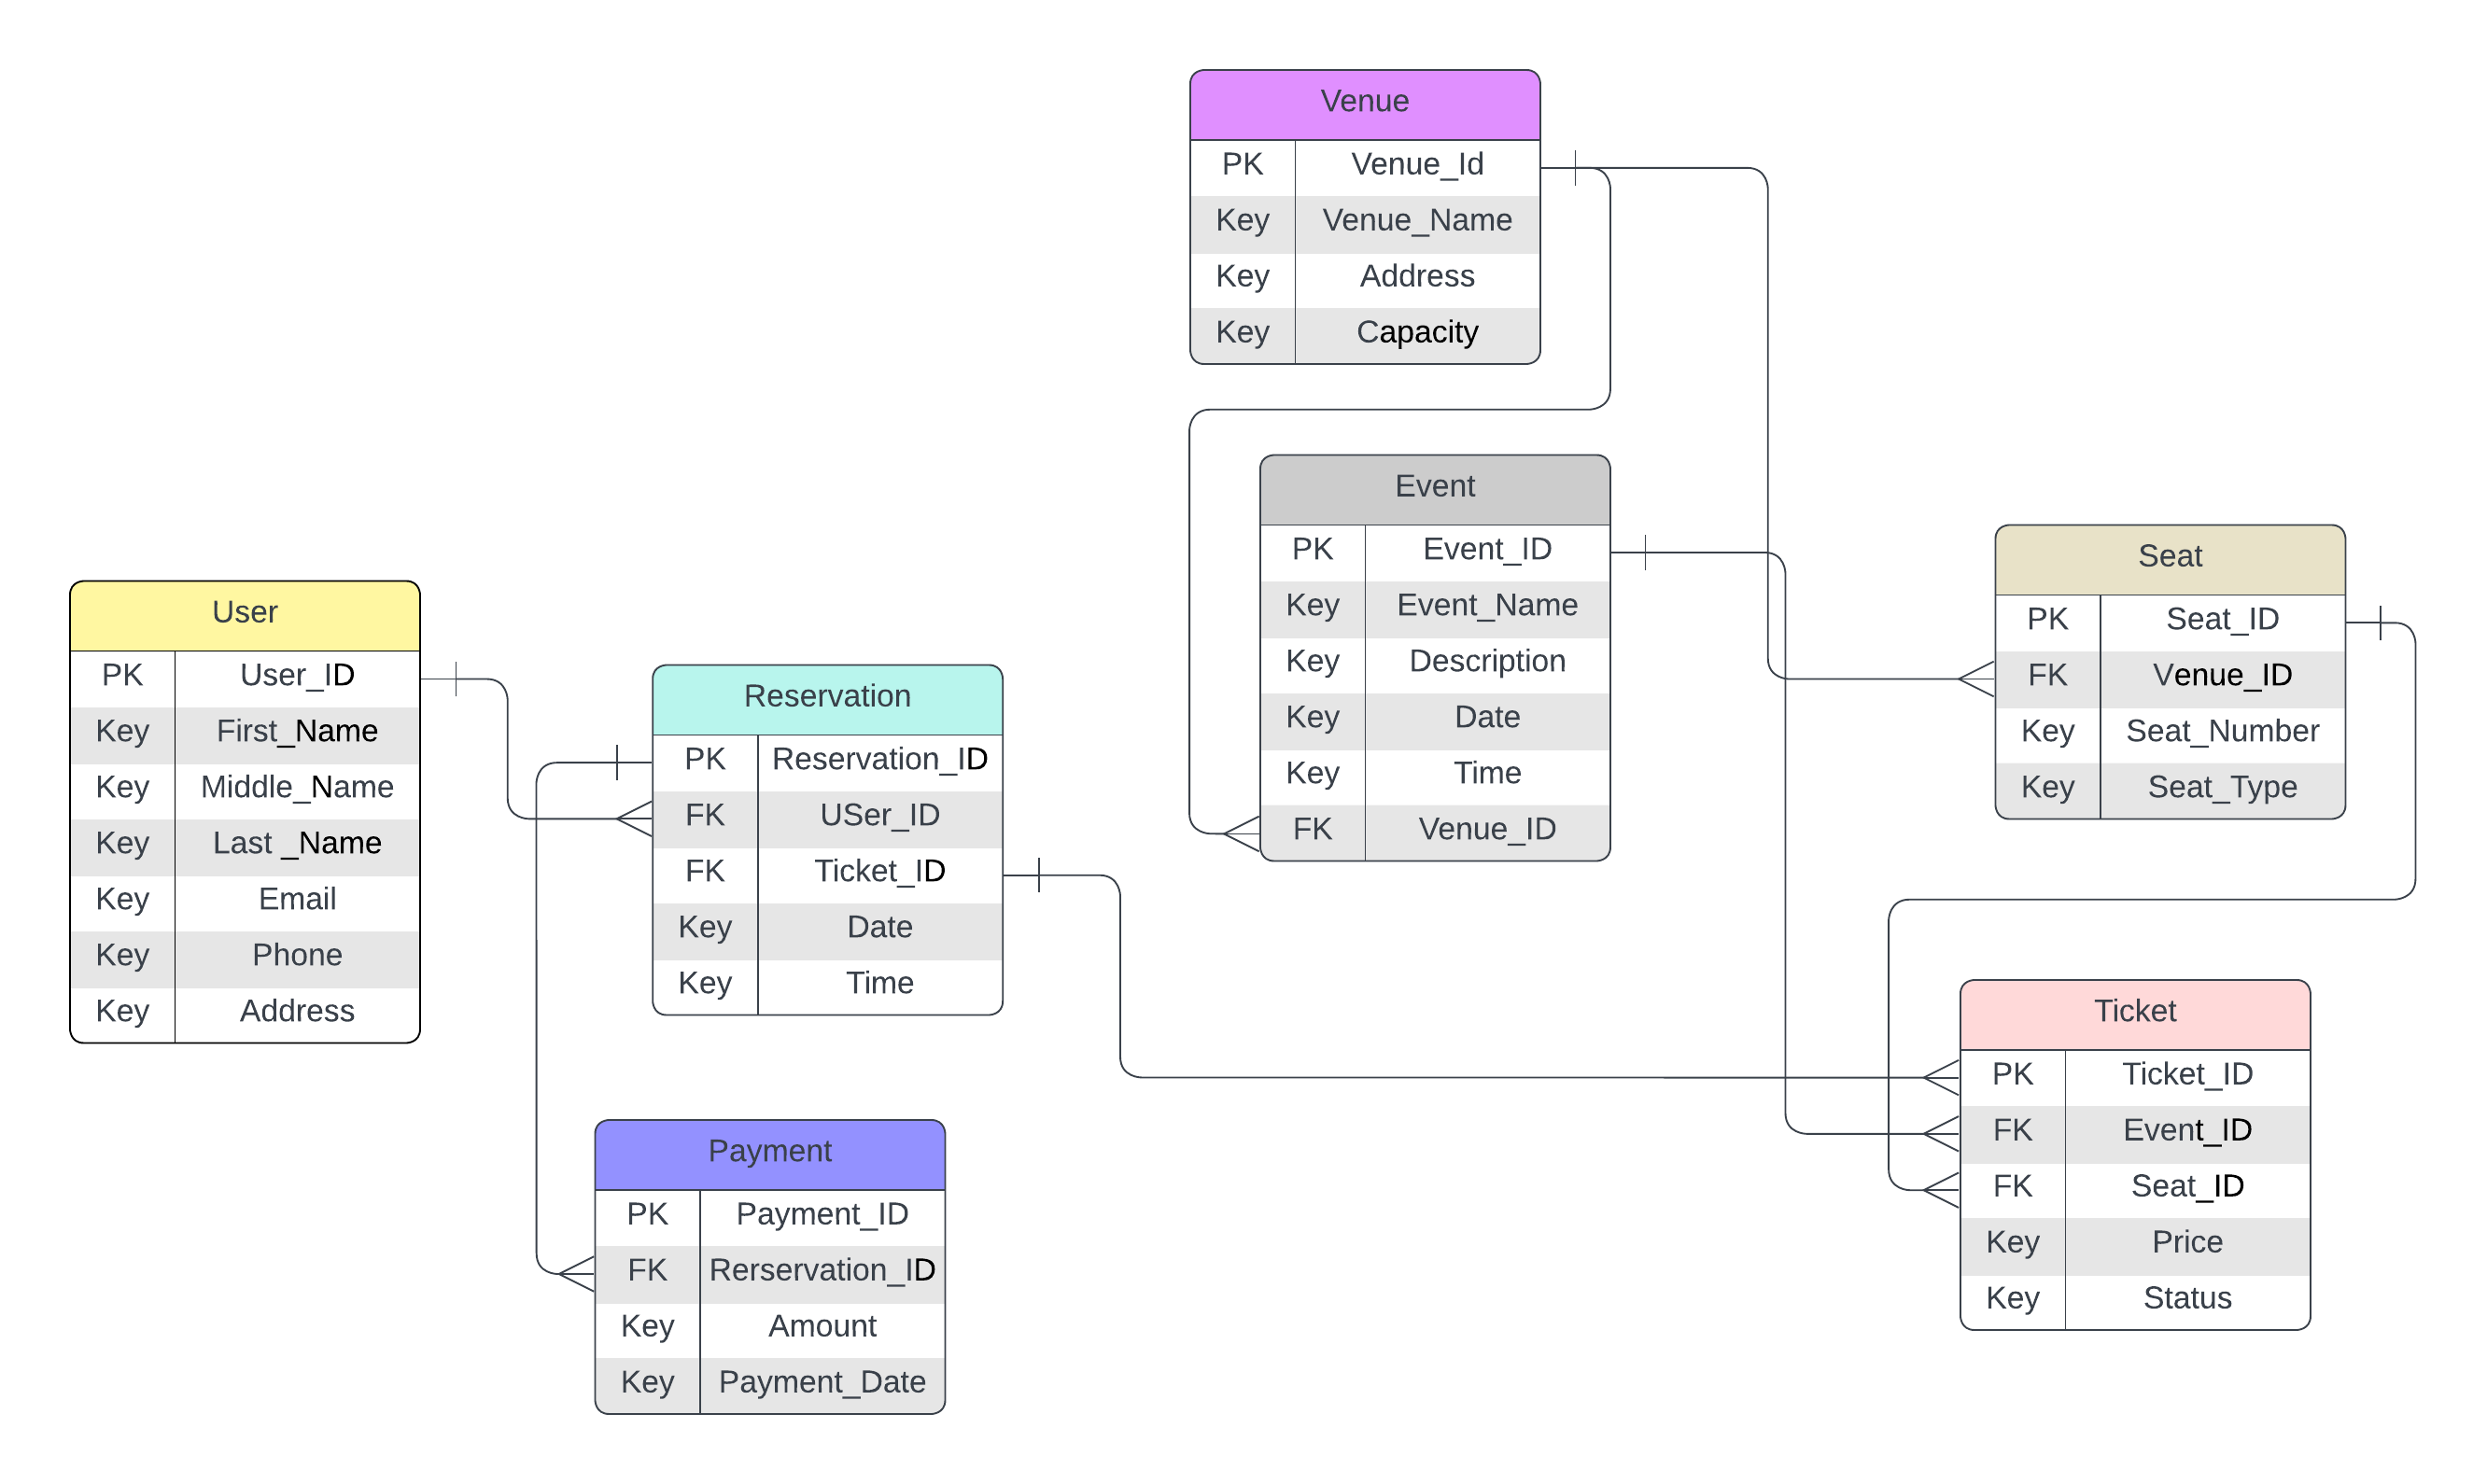 Venue
PK Venue_Id
Key Venue_Name
Key Address
Key Capacity
Event
PK Event_ID
Key Event_Name
Key Description
Key Date
Key Time
FK Venue_ID
Seat
PK Seat_ID
FK Venue_ID
Key Seat_Number
Key Seat_Type
User
PK User_ID
Key First_Name
Key Middle_Name
Key Last _Name
Key Email
Key Phone
Key Address
Reservation
PK Reservation_ID
FK USer_ID
FK Ticket_ID
Key Date
Key Time
Ticket
PK Ticket_ID
FK Event_ID
FK Seat_ID
Key Price
Key Status
Payment
PK Payment_ID
FK Rerservation_ID
Key Amount
Key Payment_Date